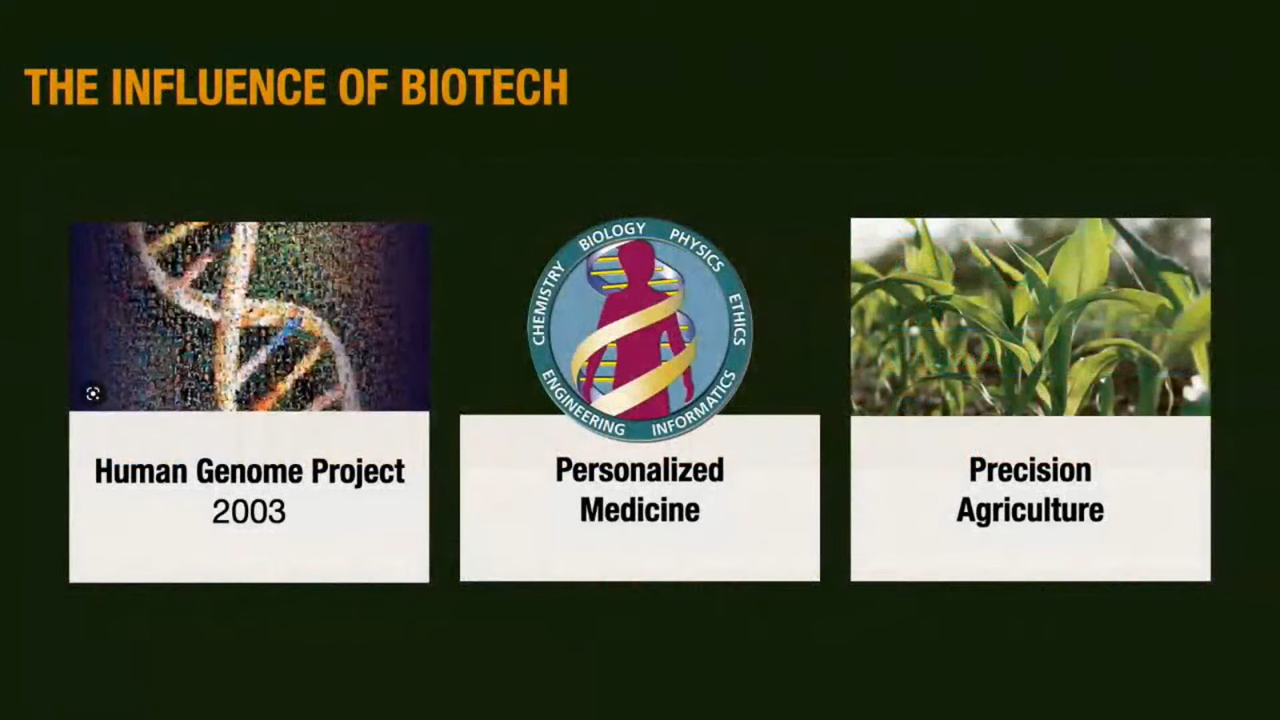 THE INFLUENCE OF BIOTECH
CHEMISTRY BIOLOGY PHYSICS ETHICS
ENGINEERING INFORMATICS
Human Genome Project
2003
Personalized
Medicine
Precision
Agriculture